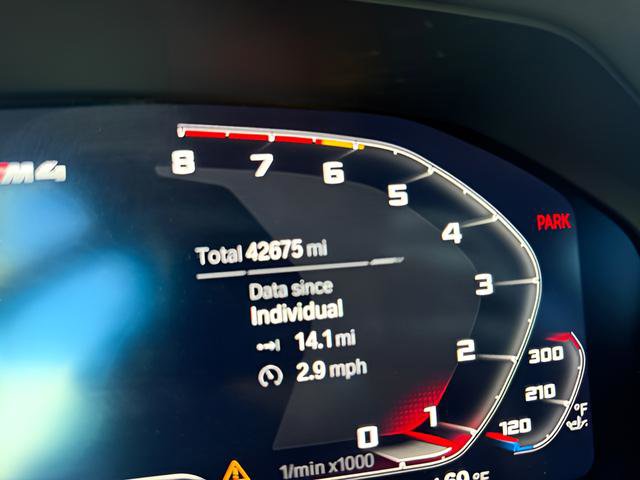 M4
8 7 6 5 4 3 2 1 0
PARK
Total 42675 mi
Data since
Individual
14.1 mi
2.9 mph
300
210
120
°F
1/min x1000
60 °F